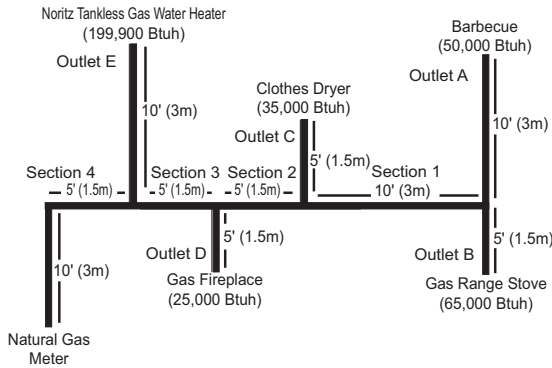 Noritz Tankless Gas Water Heater
(199,900 Btuh)
Outlet E
10' (3m)
Barbecue
(50,000 Btuh)
Outlet A
10' (3m)
Clothes Dryer
(35,000 Btuh)
Outlet C
5' (1.5m)
Section 4
5' (1.5m)
Section 3
5' (1.5m)
Section 2
5' (1.5m)
Section 1
10' (3m)
10' (3m)
Natural Gas
Meter
Outlet D
5' (1.5m)
Gas Fireplace
(25,000 Btuh)
Outlet B
5' (1.5m)
Gas Range Stove
(65,000 Btuh)